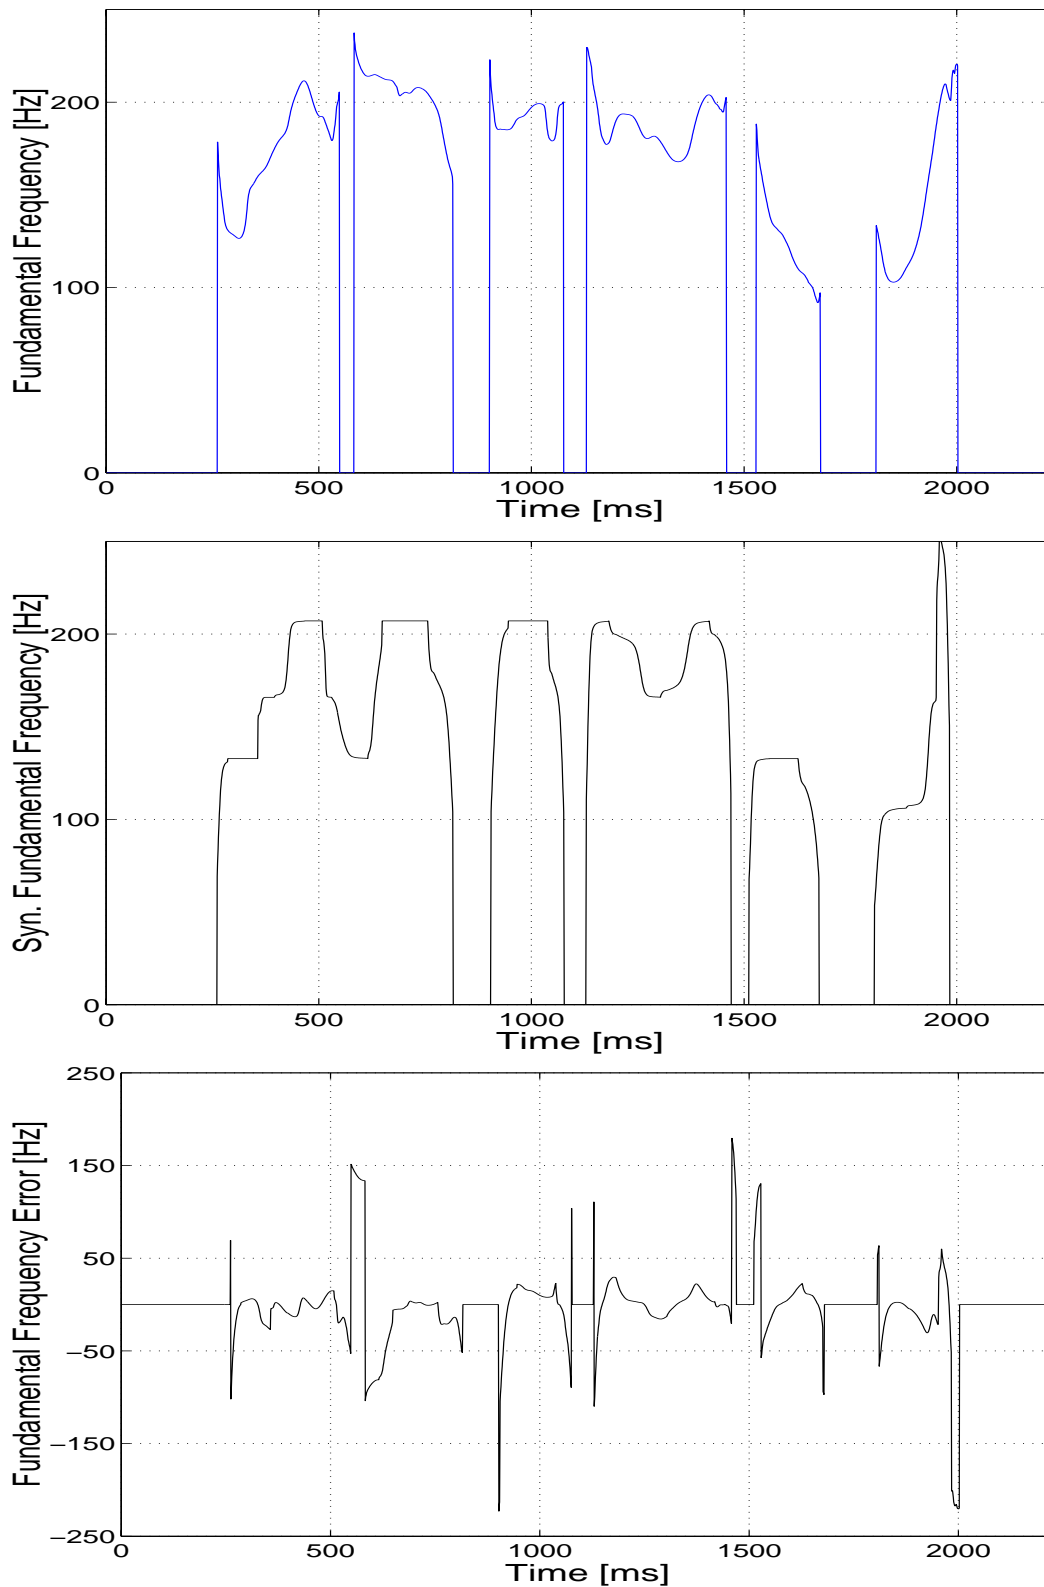 Fundamental Frequency [Hz]
200
100
0
0 500 1000 1500 2000
Time [ms]
Syn. Fundamental Frequency [Hz]
200
100
0
0 500 1000 1500 2000
Time [ms]
Fundamental Frequency Error [Hz]
250
150
50
−50
−150
−250
0 500 1000 1500 2000
Time [ms]